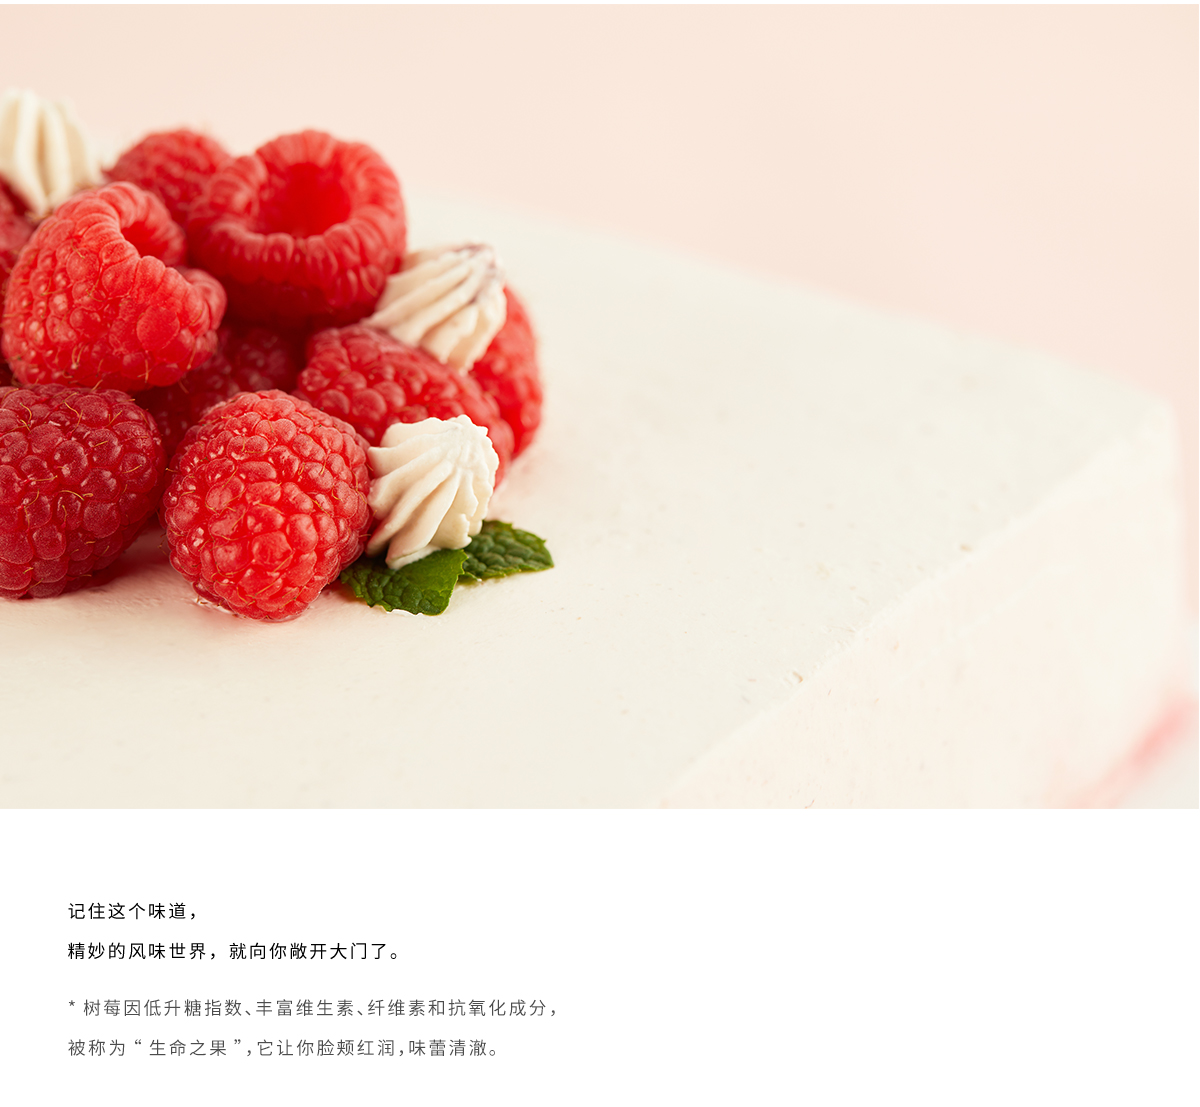 记住这个味道，
精妙的风味世界，就向你敞开大门了。
* 树莓因低升糖指数、丰富维生素、纤维素和抗氧化成分，
被称为 “ 生命之果 ”，它让你脸颊红润，味蕾清澈。